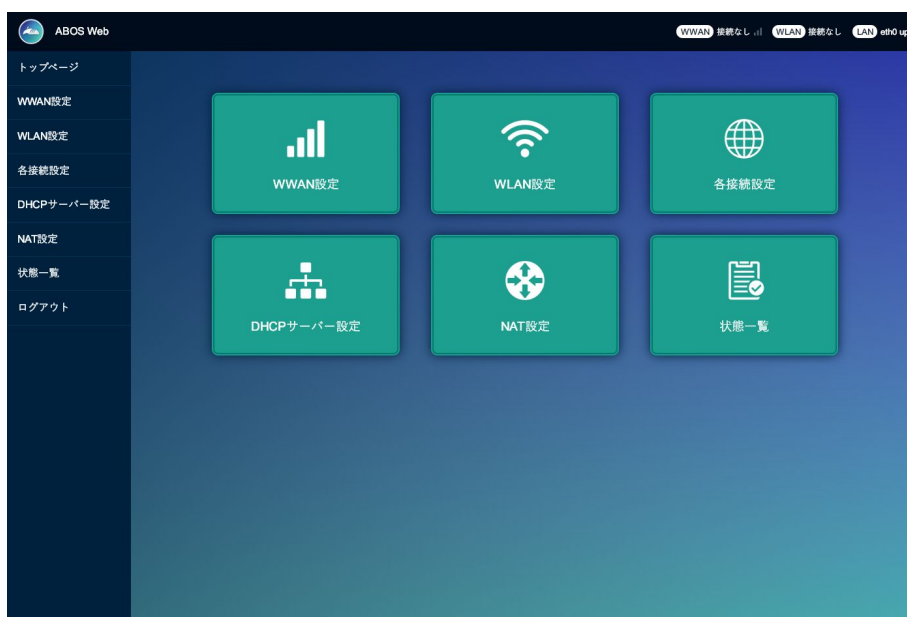 ABOS Web
WWAN 接続なし WLAN 接続なし LAN eth0 up
トップページ
WWAN設定
WLAN設定
各接続設定
DHCPサーバー設定
NAT設定
状態一覧
ログアウト
WWAN設定
WLAN設定
各接続設定
DHCPサーバー設定
NAT設定
状態一覧